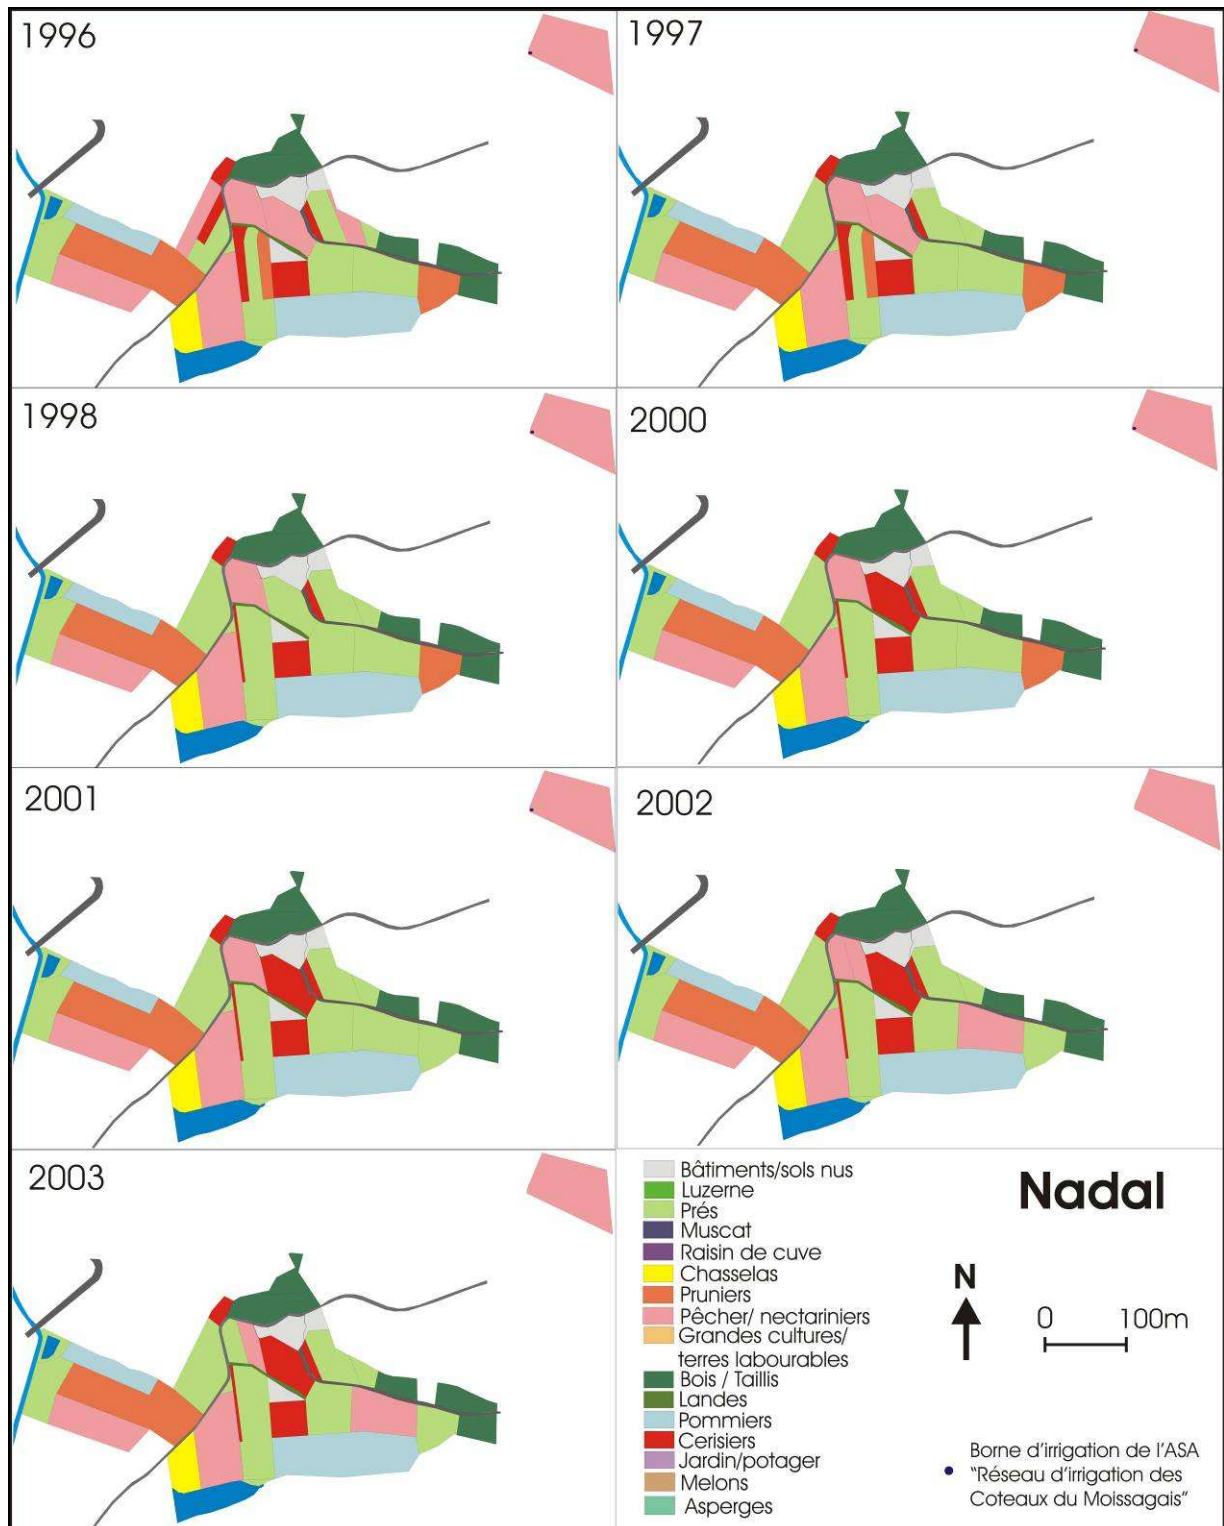 1996
1997
1998
2000
2001
2002
2003
Bâtiments/sols nus
Luzerne
Prés
Muscat
Raisin de cuve
Chasselas
Pruniers
Pêcher/ nectariniers
Grandes cultures/
terres labourables
Bois / Taillis
Landes
Pommiers
Cerisiers
Jardin/potager
Melons
Asperges
Nadal
N
0 100m
Borne d'irrigation de l'ASA
"Réseau d'irrigation des
Coteaux du Moissagais"